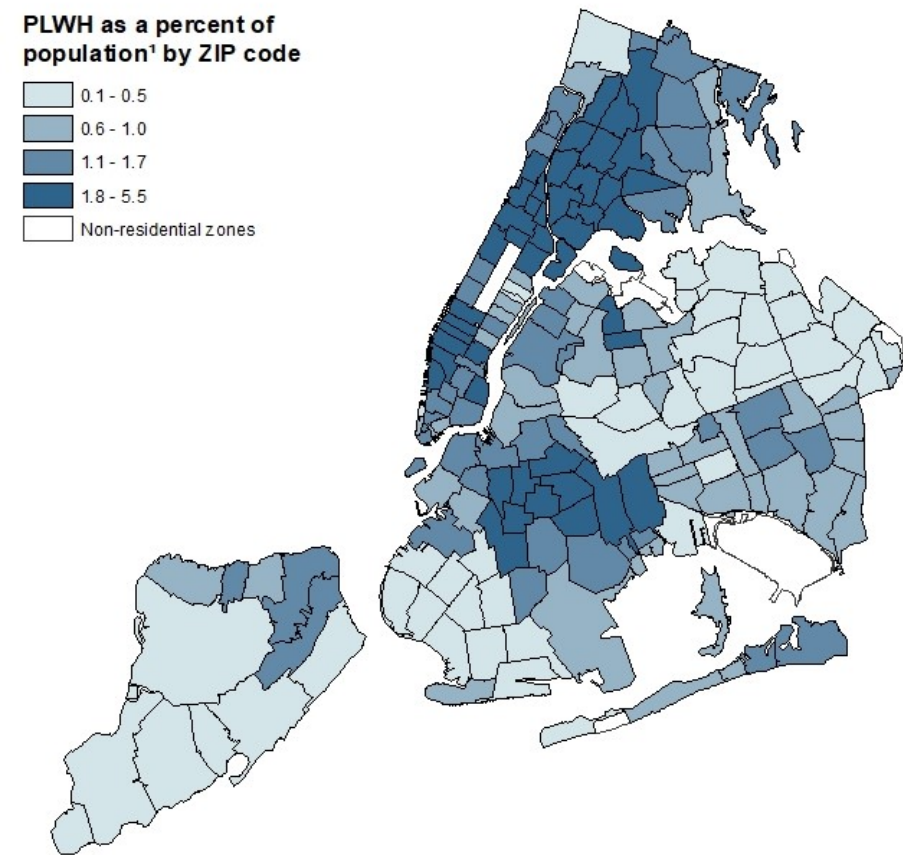 PLWH as a percent of
population¹ by ZIP code
0.1 - 0.5
0.6 - 1.0
1.1 - 1.7
1.8 - 5.5
Non-residential zones